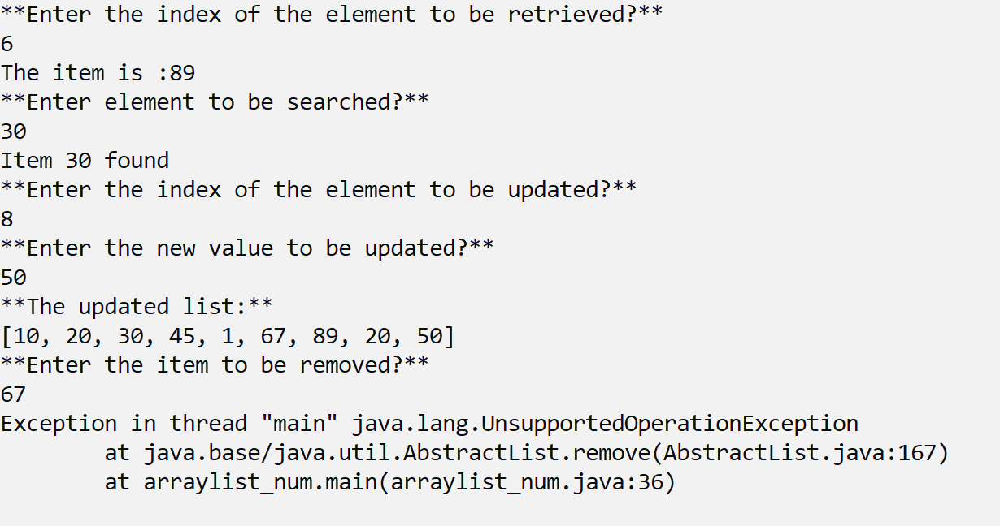 **Enter the index of the element to be retrieved?**
6
The item is :89
**Enter element to be searched?**
30
Item 30 found
**Enter the index of the element to be updated?**
8
**Enter the new value to be updated?**
50
**The updated list:**
[10, 20, 30, 45, 1, 67, 89, 20, 50]
**Enter the item to be removed?**
67
Exception in thread "main" java.lang.UnsupportedOperationException
        at java.base/java.util.AbstractList.remove(AbstractList.java:167)
        at arraylist_num.main(arraylist_num.java:36)